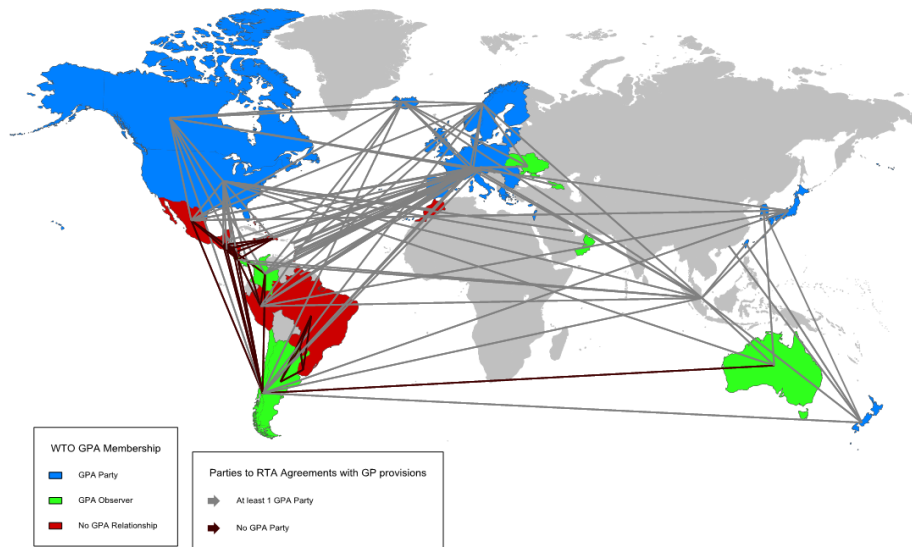 WTO GPA Membership
GPA Party
GPA Observer
No GPA Relationship
Parties to RTA Agreements with GP provisions
At least 1 GPA Party
No GPA Party